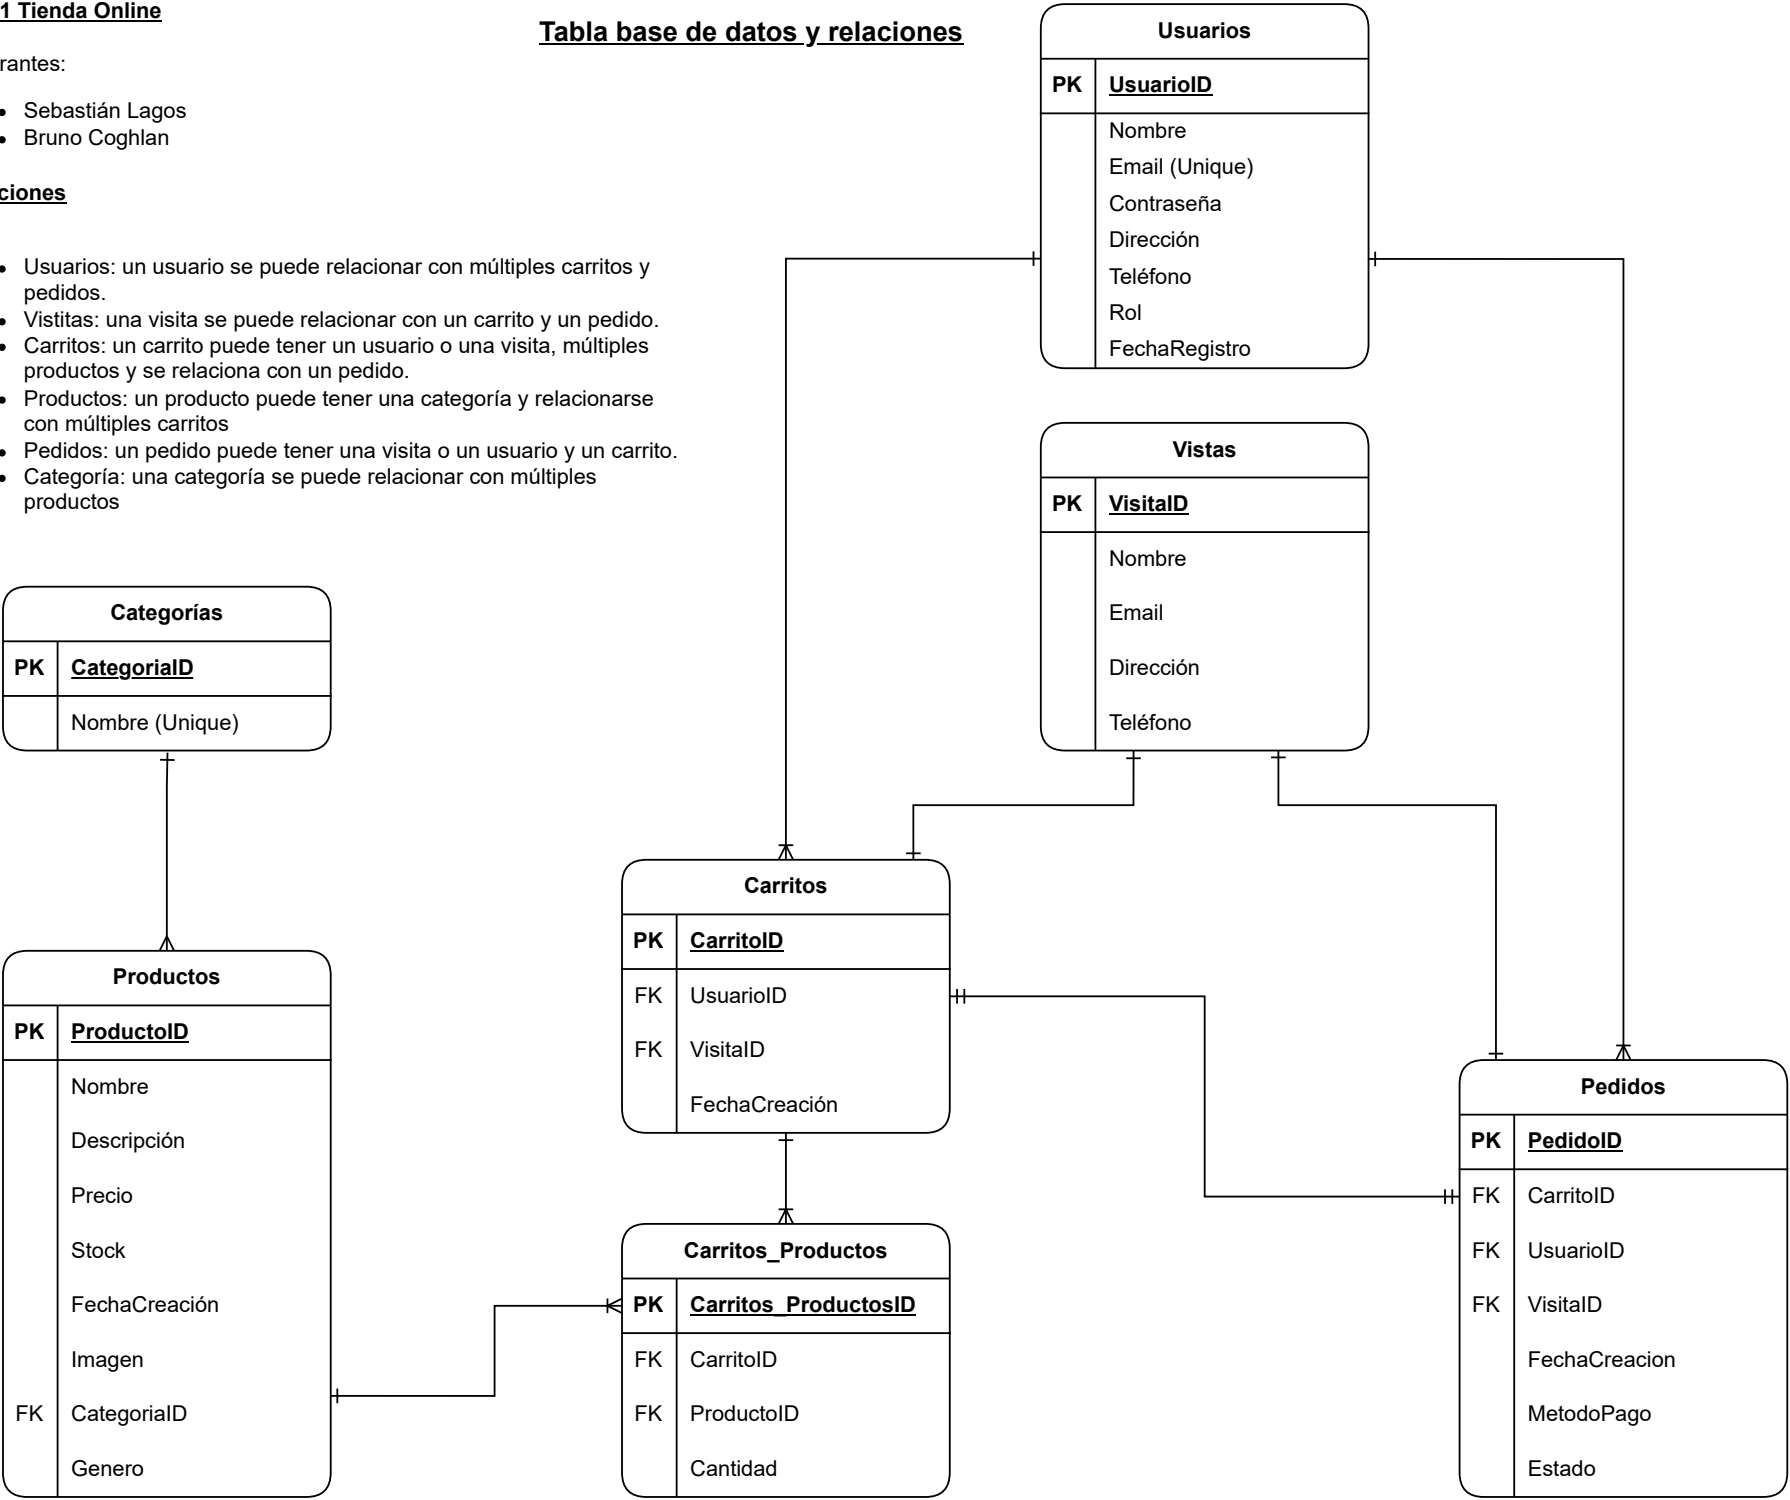 1 Tienda Online
Tabla base de datos y relaciones
rantes:
Sebastián Lagos
Bruno Coghlan
ciones
Usuarios: un usuario se puede relacionar con múltiples carritos y
pedidos.
Vistitas: una visita se puede relacionar con un carrito y un pedido.
Carritos: un carrito puede tener un usuario o una visita, múltiples
productos y se relaciona con un pedido.
Productos: un producto puede tener una categoría y relacionarse
con múltiples carritos
Pedidos: un pedido puede tener una visita o un usuario y un carrito.
Categoría: una categoría se puede relacionar con múltiples
productos
Usuarios
PK UsuarioID
Nombre
Email (Unique)
Contraseña
Dirección
Teléfono
Rol
FechaRegistro
Vistas
PK VisitaID
Nombre
Email
Dirección
Teléfono
Categorías
PK CategoriaID
Nombre (Unique)
Productos
PK ProductoID
Nombre
Descripción
Precio
Stock
FechaCreación
Imagen
FK CategoriaID
Genero
Carritos
PK CarritoID
FK UsuarioID
FK VisitaID
FechaCreación
Carritos_Productos
PK Carritos_ProductosID
FK CarritoID
FK ProductoID
Cantidad
Pedidos
PK PedidoID
FK CarritoID
FK UsuarioID
FK VisitaID
FechaCreacion
MetodoPago
Estado